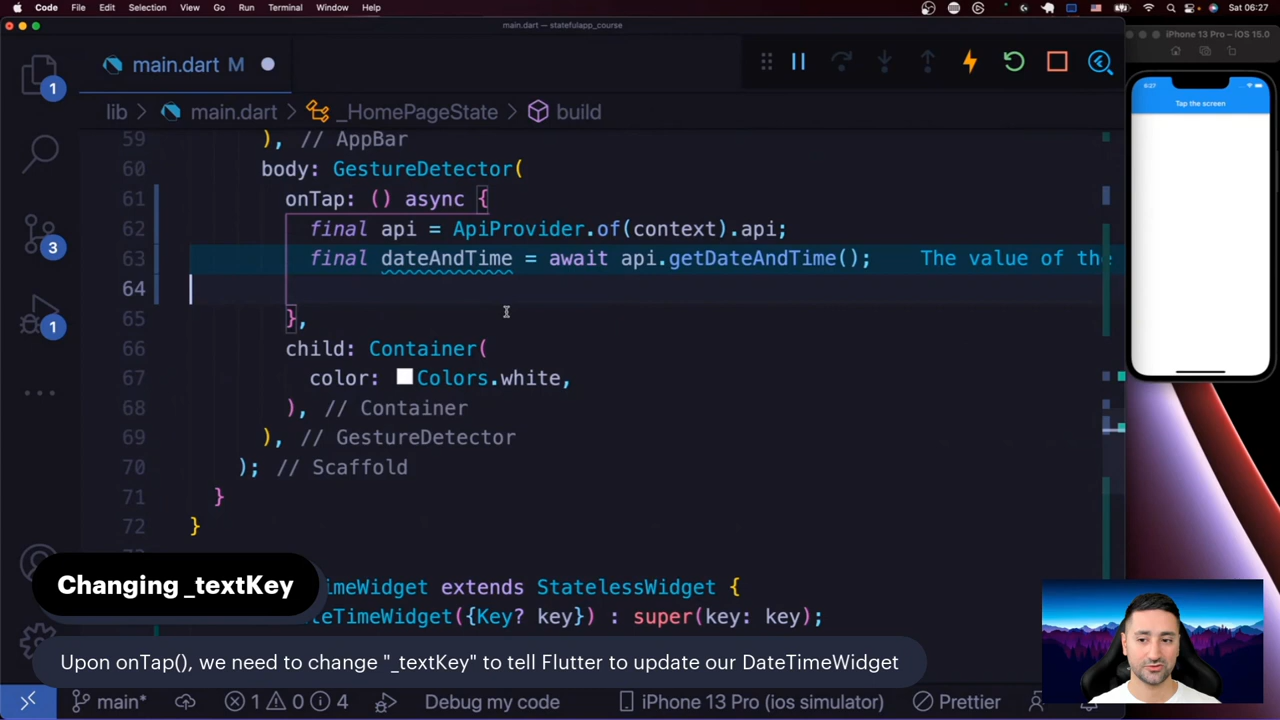 Code File Edit Selection View Go Run Terminal Window Help Sat 06:27
main.dart — statefulapp_course
iPhone 13 Pro – iOS 15.0
main.dart M
1
lib > main.dart > _HomePageState > build
6:27
Tap the screen
59 ), // AppBar
60 body: GestureDetector(
61 onTap: () async {
62 final api = ApiProvider.of(context).api;
63 final dateAndTime = await api.getDateAndTime(); The value of the
3
64
1
65 },
66 child: Container(
67 color: Colors.white,
68 ), // Container
69 ), // GestureDetector
70 ); // Scaffold
71 }
72 }
Changing _textKey
imeWidget extends StatelessWidget {
ateTimeWidget({Key? key}) : super(key: key);
Upon onTap(), we need to change "_textKey" to tell Flutter to update our DateTimeWidget
main* 1 0 4 Debug my code iPhone 13 Pro (ios simulator) Prettier